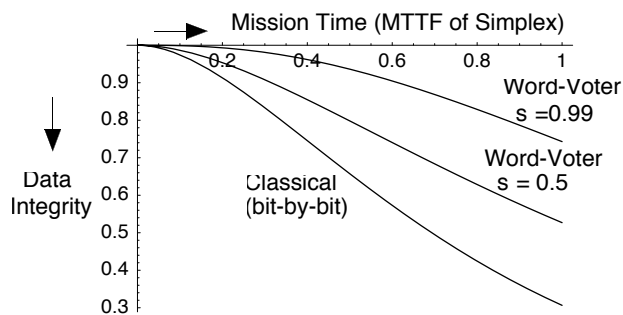 Mission Time (MTTF of Simplex)
0.2 0.4 0.6 0.8 1
0.9
Word-Voter
s =0.99
0.8
0.7
Word-Voter
s = 0.5
Data
Integrity
Classical
(bit-by-bit)
0.6
0.5
0.4
0.3